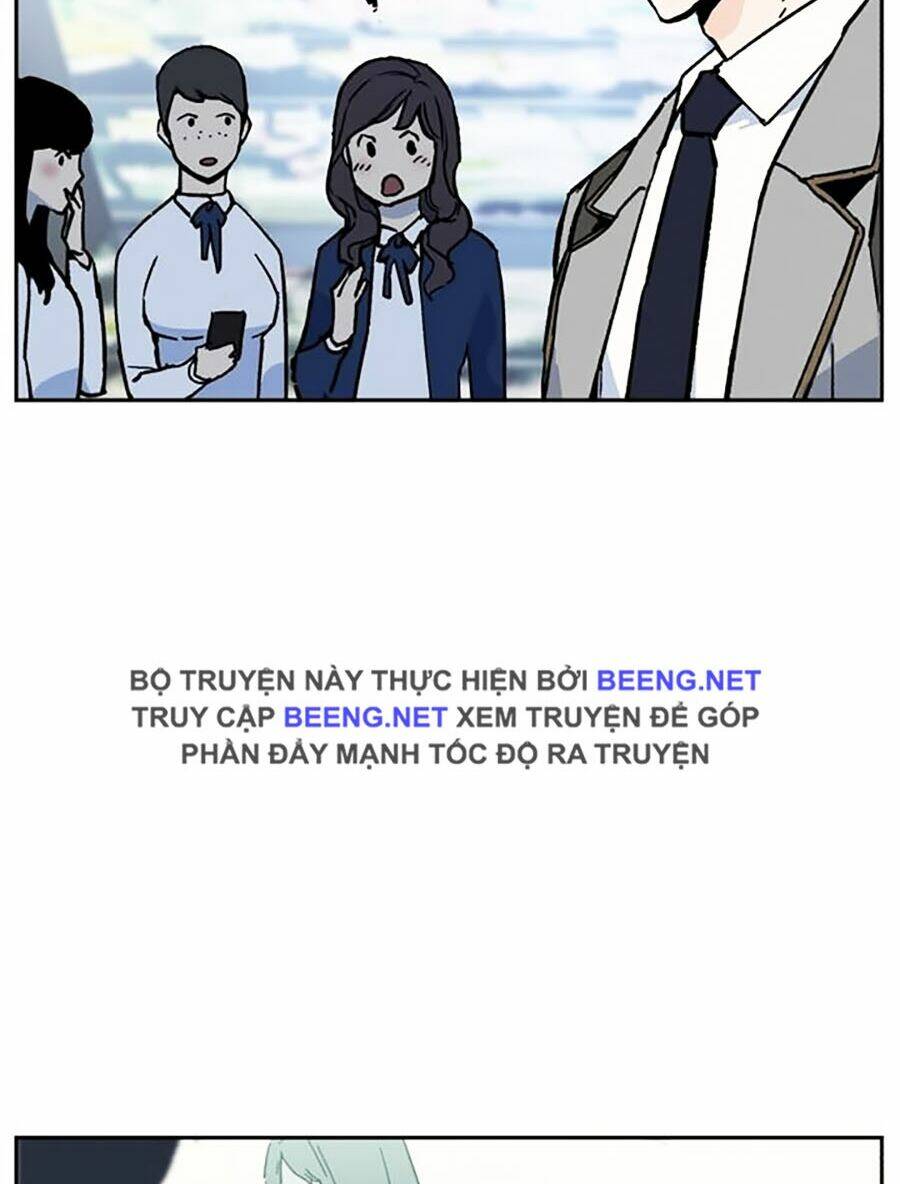 BỘ TRUYỆN NÀY THỰC HIỆN BỞI BEENG.NET
TRUY CẬP BEENG.NET XEM TRUYỆN ĐỂ GÓP
PHẦN ĐẨY MẠNH TỐC ĐỘ RA TRUYỆN